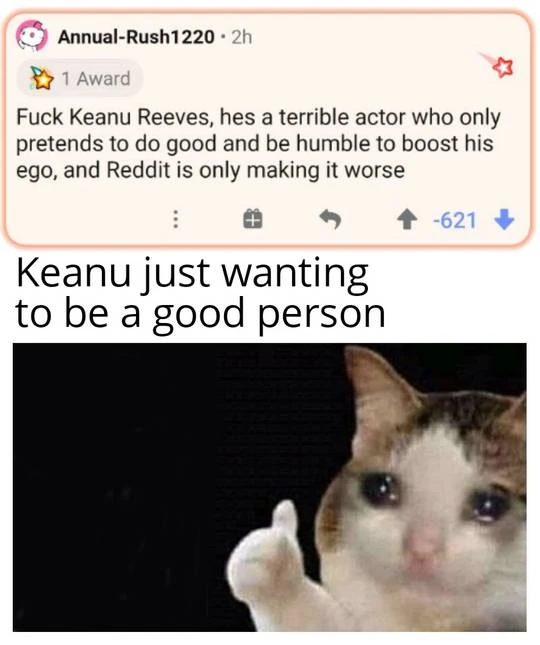 Annual-Rush1220 · 2h
1 Award
Fuck Keanu Reeves, hes a terrible actor who only
pretends to do good and be humble to boost his
ego, and Reddit is only making it worse
-621
Keanu just wanting
to be a good person